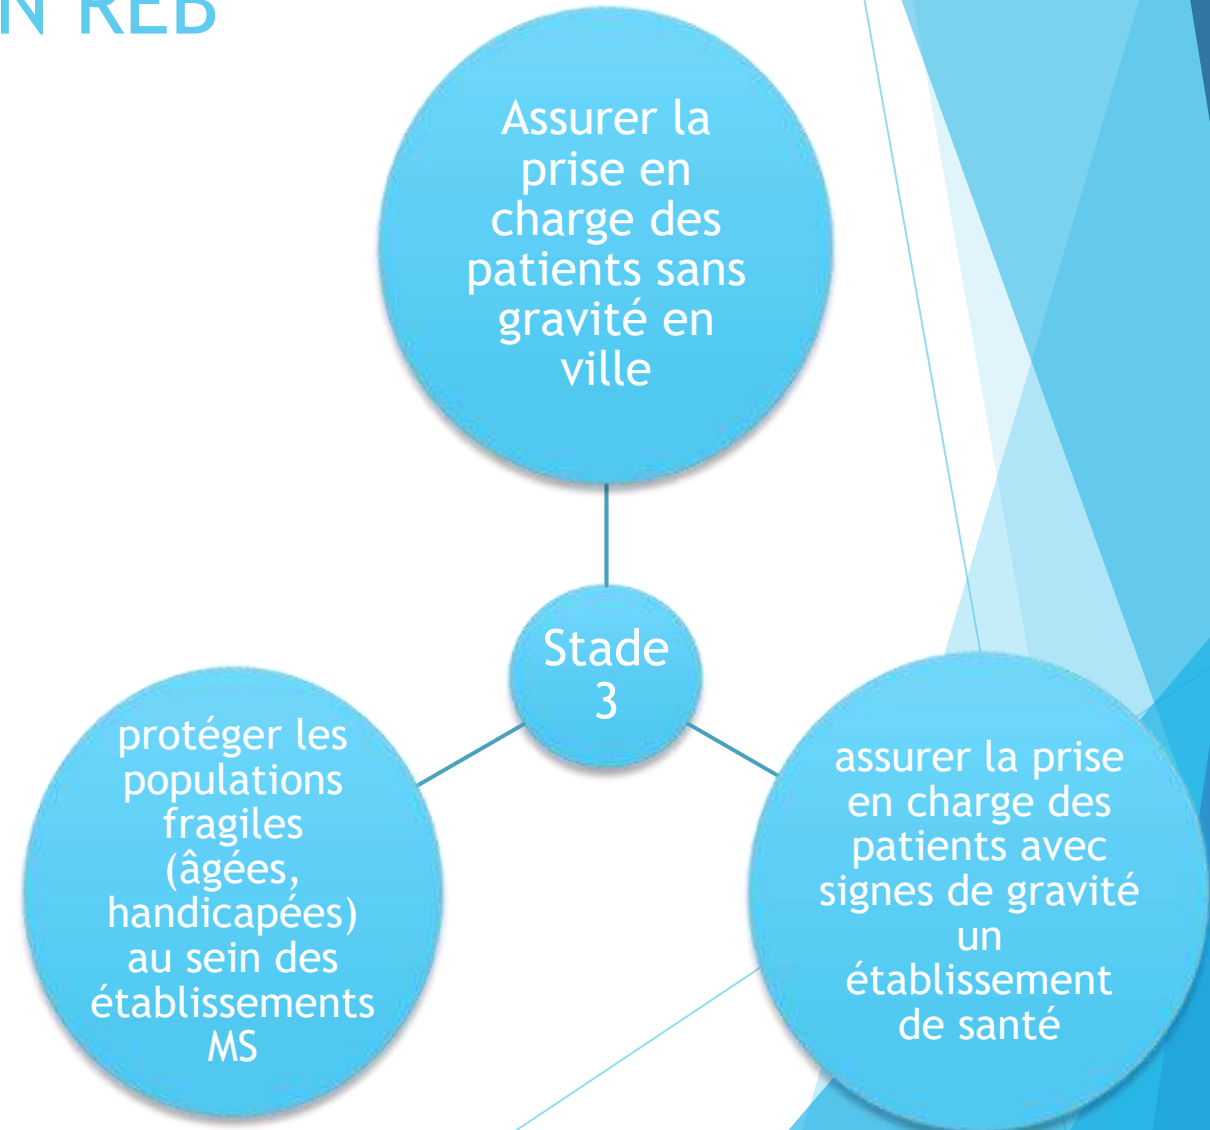 N REB
Assurer la
prise en
charge des
patients sans
gravité en
ville
Stade
3
protéger les
populations
fragiles
(âgées,
handicapées)
au sein des
établissements
MS
assurer la prise
en charge des
patients avec
signes de gravité
un
établissement
de santé